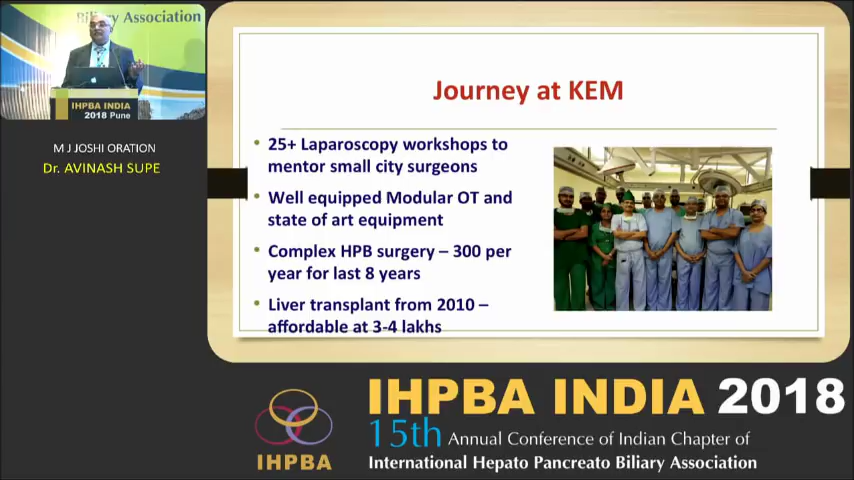 Biliary Association
IHPBA INDIA
2018 Pune
M J JOSHI ORATION
Dr. AVINASH SUPE
Journey at KEM
• 25+ Laparoscopy workshops to
mentor small city surgeons
• Well equipped Modular OT and
state of art equipment
• Complex HPB surgery – 300 per
year for last 8 years
• Liver transplant from 2010 –
affordable at 3-4 lakhs
IHPBA
IHPBA INDIA 2018
15th Annual Conference of Indian Chapter of
International Hepato Pancreato Biliary Association